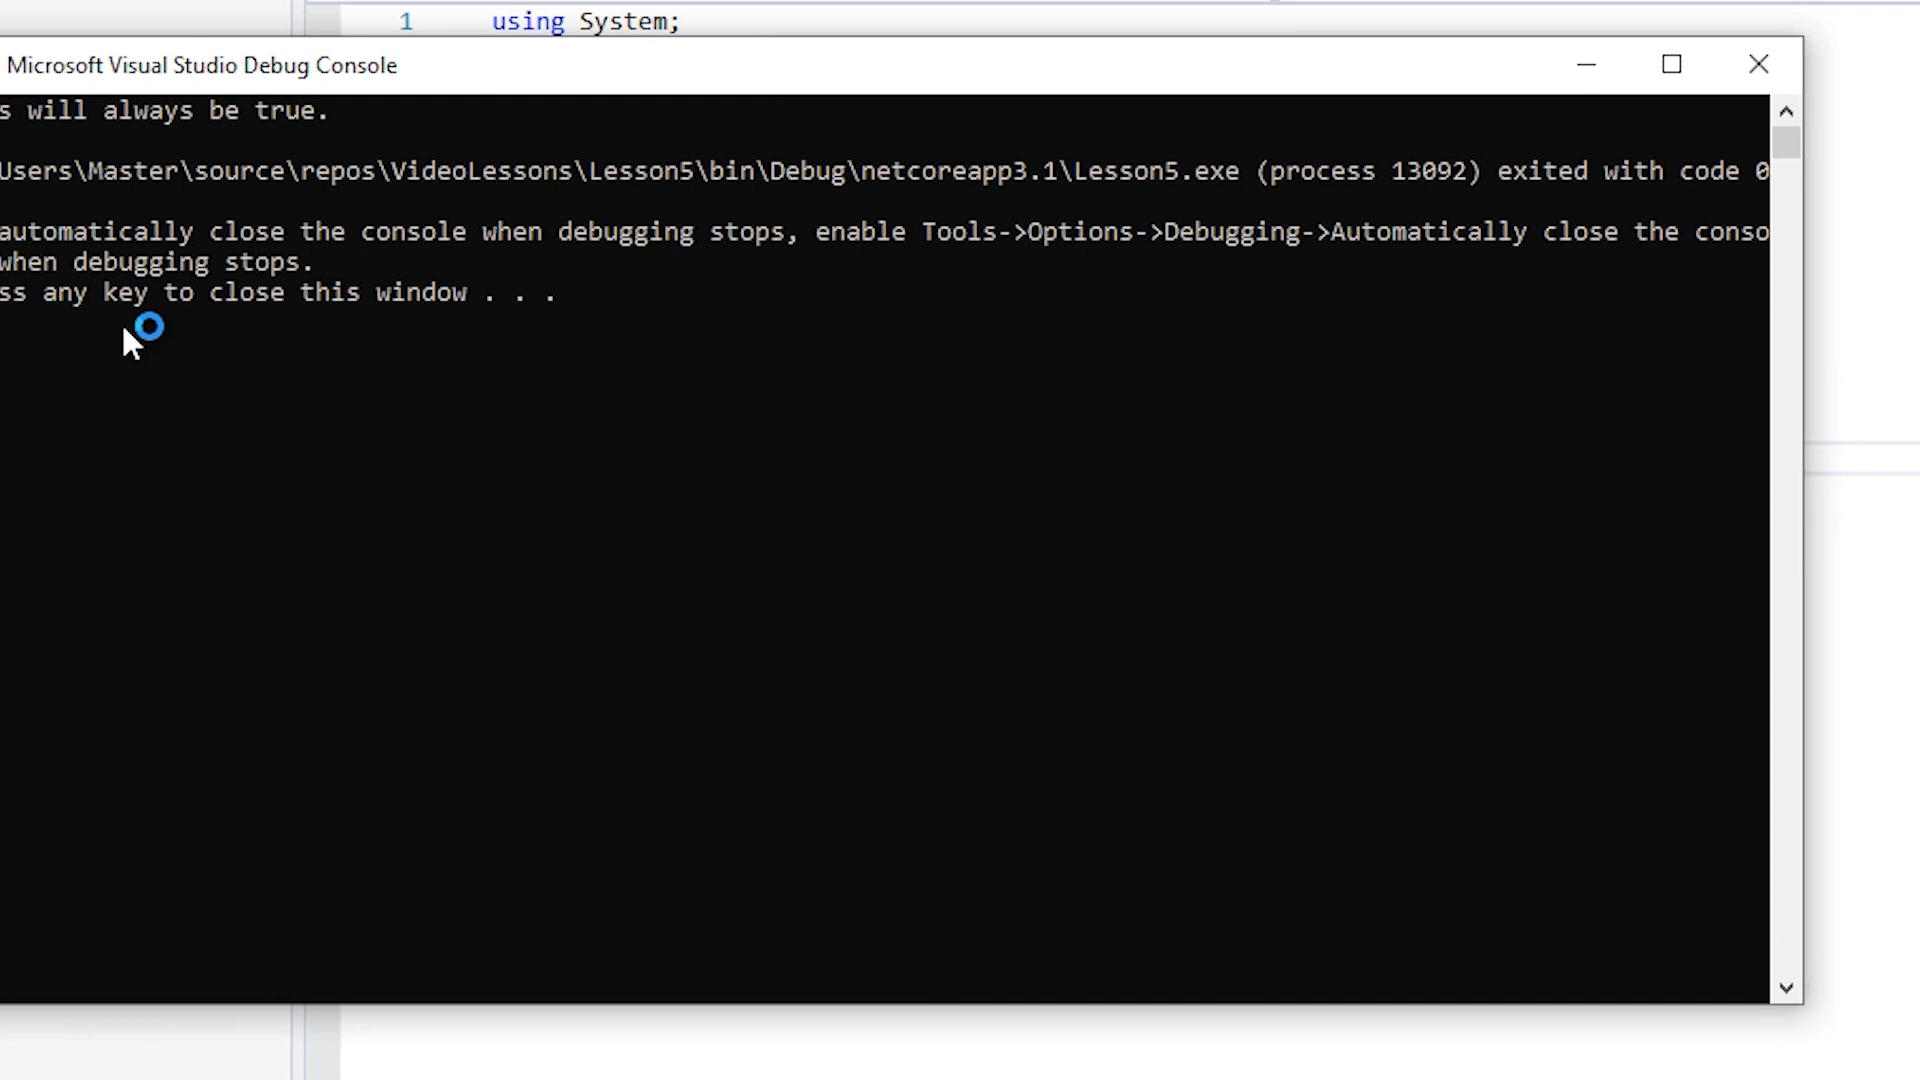 1 using System;
Microsoft Visual Studio Debug Console
s will always be true.
Users\Master\source\repos\VideoLessons\Lesson5\bin\Debug\netcoreapp3.1\Lesson5.exe (process 13092) exited with code 0
automatically close the console when debugging stops, enable Tools->Options->Debugging->Automatically close the conso
when debugging stops.
ss any key to close this window . . .